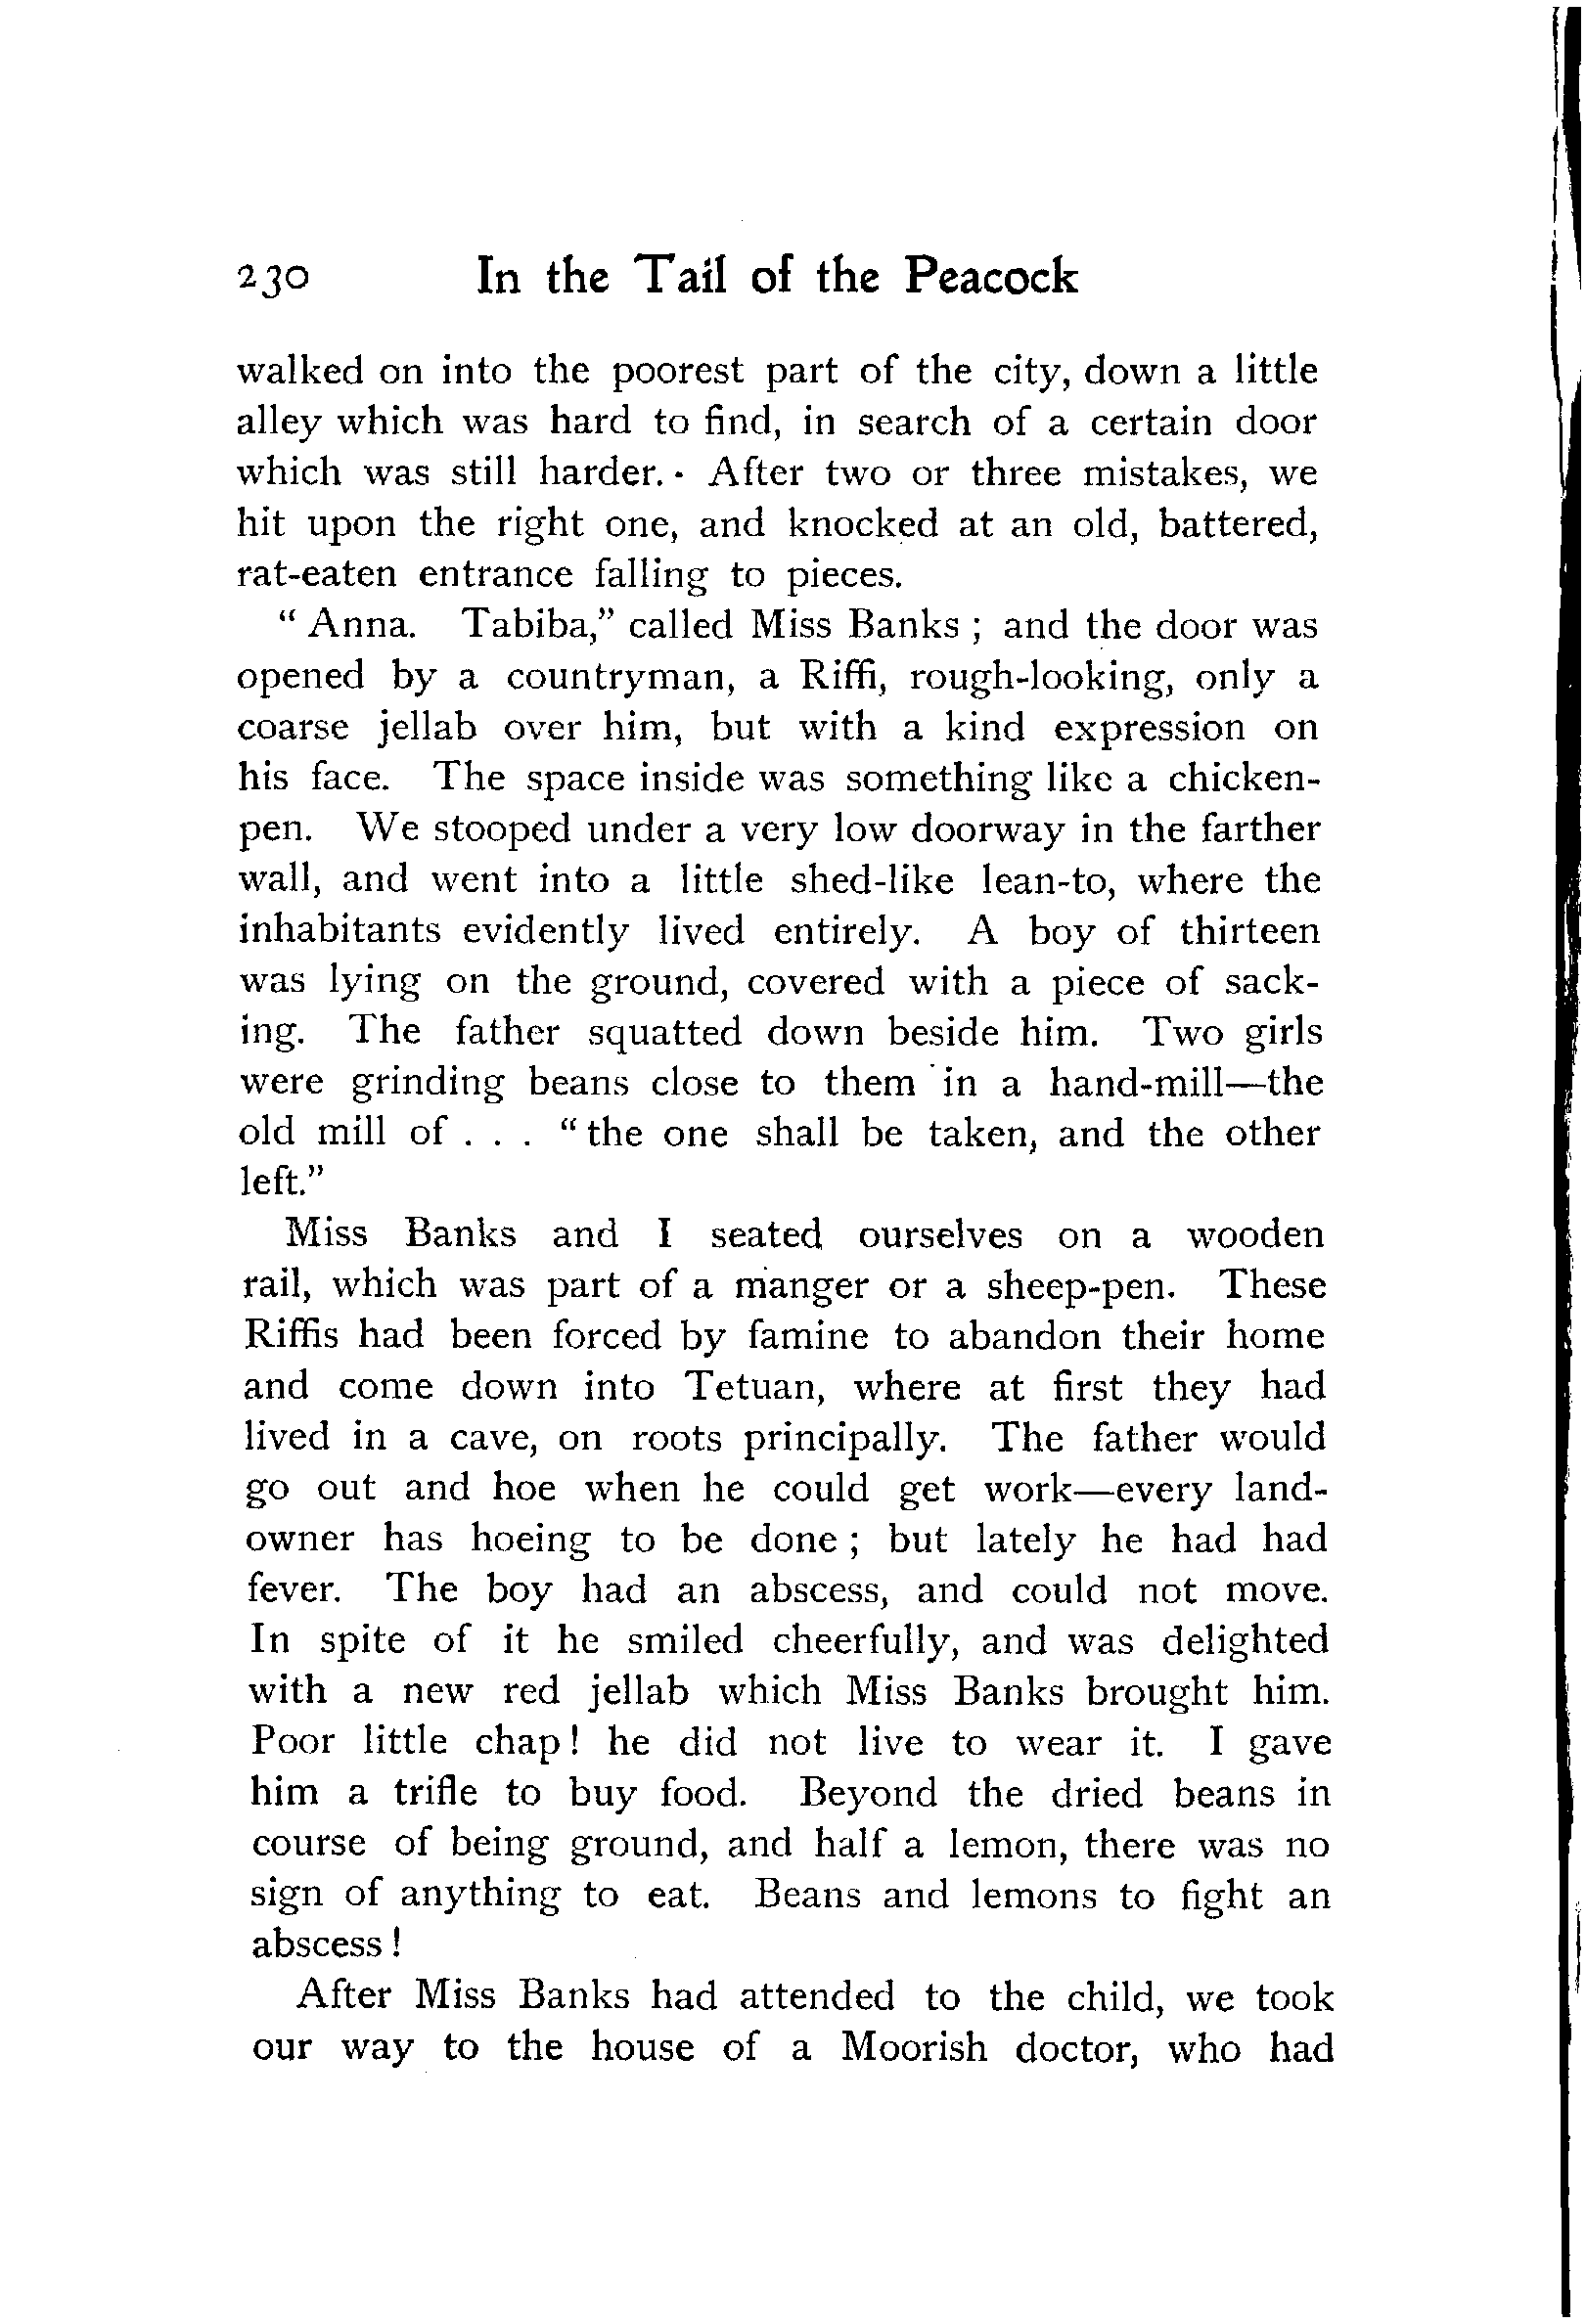 230 In the Tail of the Peacock
walked on into the poorest part of the city, down a little
alley which was hard to find, in search of a certain door
which was still harder. · After two or three mistakes, we
hit upon the right one, and knocked at an old, battered,
rat-eaten entrance falling to pieces.
“ Anna. Tabiba,” called Miss Banks ; and the door was
opened by a countryman, a Riffi, rough-looking, only a
coarse jellab over him, but with a kind expression on
his face. The space inside was something like a chicken-
pen. We stooped under a very low doorway in the farther
wall, and went into a little shed-like lean-to, where the
inhabitants evidently lived entirely. A boy of thirteen
was lying on the ground, covered with a piece of sack-
ing. The father squatted down beside him. Two girls
were grinding beans close to them in a hand-mill—the
old mill of . . . “ the one shall be taken, and the other
left.”
Miss Banks and I seated ourselves on a wooden
rail, which was part of a manger or a sheep-pen. These
Riffis had been forced by famine to abandon their home
and come down into Tetuan, where at first they had
lived in a cave, on roots principally. The father would
go out and hoe when he could get work—every land-
owner has hoeing to be done ; but lately he had had
fever. The boy had an abscess, and could not move.
In spite of it he smiled cheerfully, and was delighted
with a new red jellab which Miss Banks brought him.
Poor little chap ! he did not live to wear it. I gave
him a trifle to buy food. Beyond the dried beans in
course of being ground, and half a lemon, there was no
sign of anything to eat. Beans and lemons to fight an
abscess !
After Miss Banks had attended to the child, we took
our way to the house of a Moorish doctor, who had